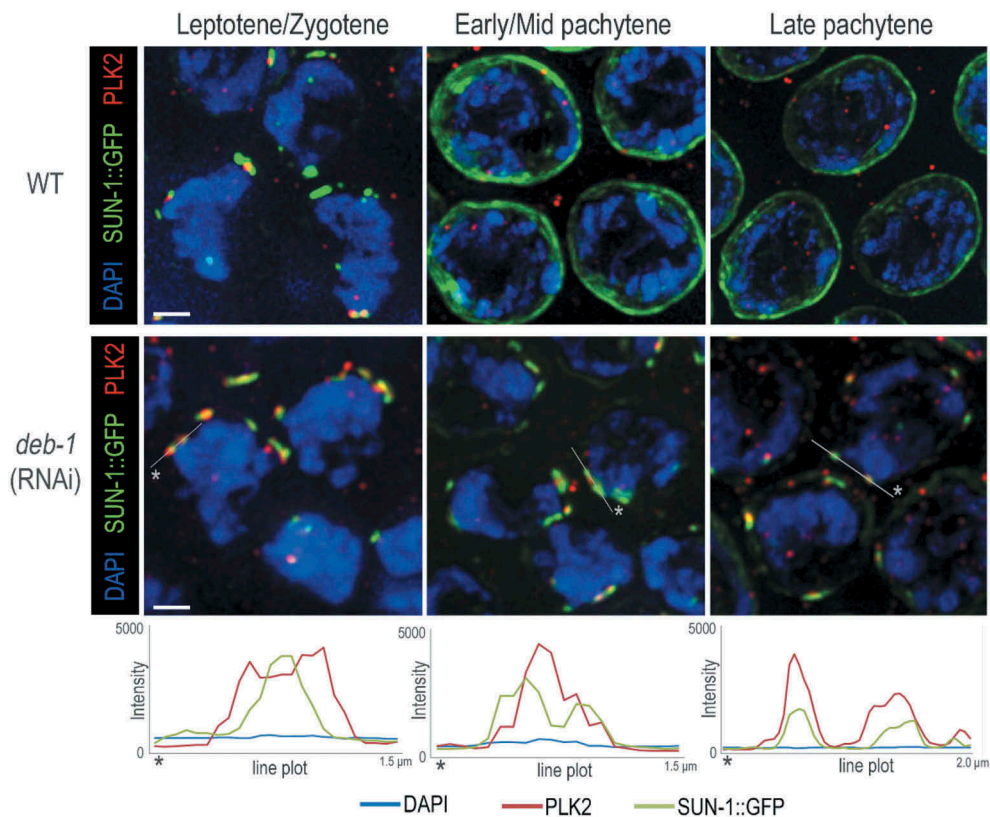 Leptotene/Zygotene
Early/Mid pachytene
Late pachytene
DAPI SUN-1::GFP PLK2
WT
DAPI SUN-1::GFP PLK2
deb-1
(RNAi)
*
*
*
5000
Intensity
0
*
line plot
1.5 µm
5000
Intensity
0
*
line plot
1.5 µm
5000
Intensity
0
*
line plot
2.0 µm
DAPI
PLK2
SUN-1::GFP